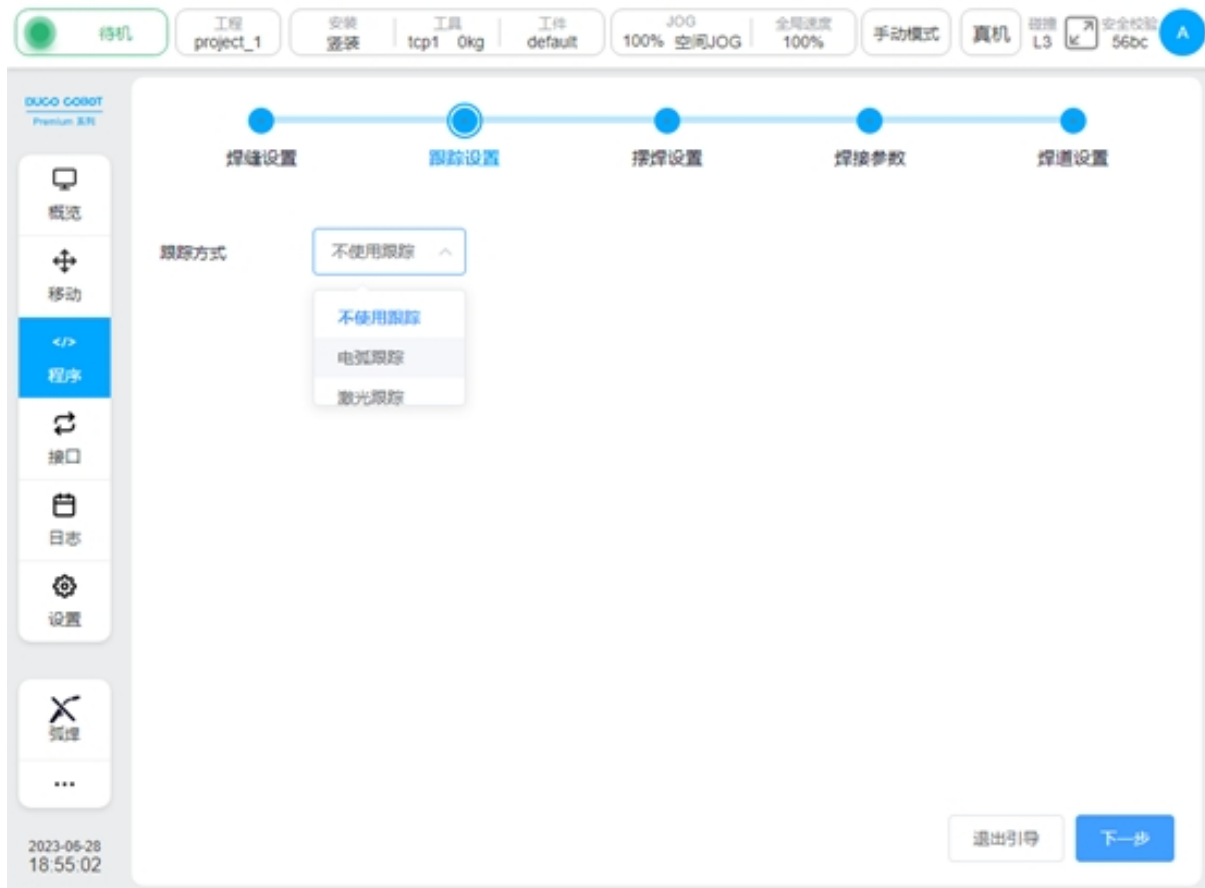 待机
工程
project_1
安装
竖装
工具
tcp1 0kg
工件
default
JOG
100% 空间JOG
全局速度
100%
手动模式
真机
碰撞
L3
安全校验
56bc
A
DUCO COBOT
Premium 系列
焊缝设置
跟踪设置
摆焊设置
焊接参数
焊道设置
概览
移动
</>
程序
接口
日志
设置
弧焊
...
跟踪方式
不使用跟踪
不使用跟踪
电弧跟踪
激光跟踪
退出引导
下一步
2023-06-28
18:55:02